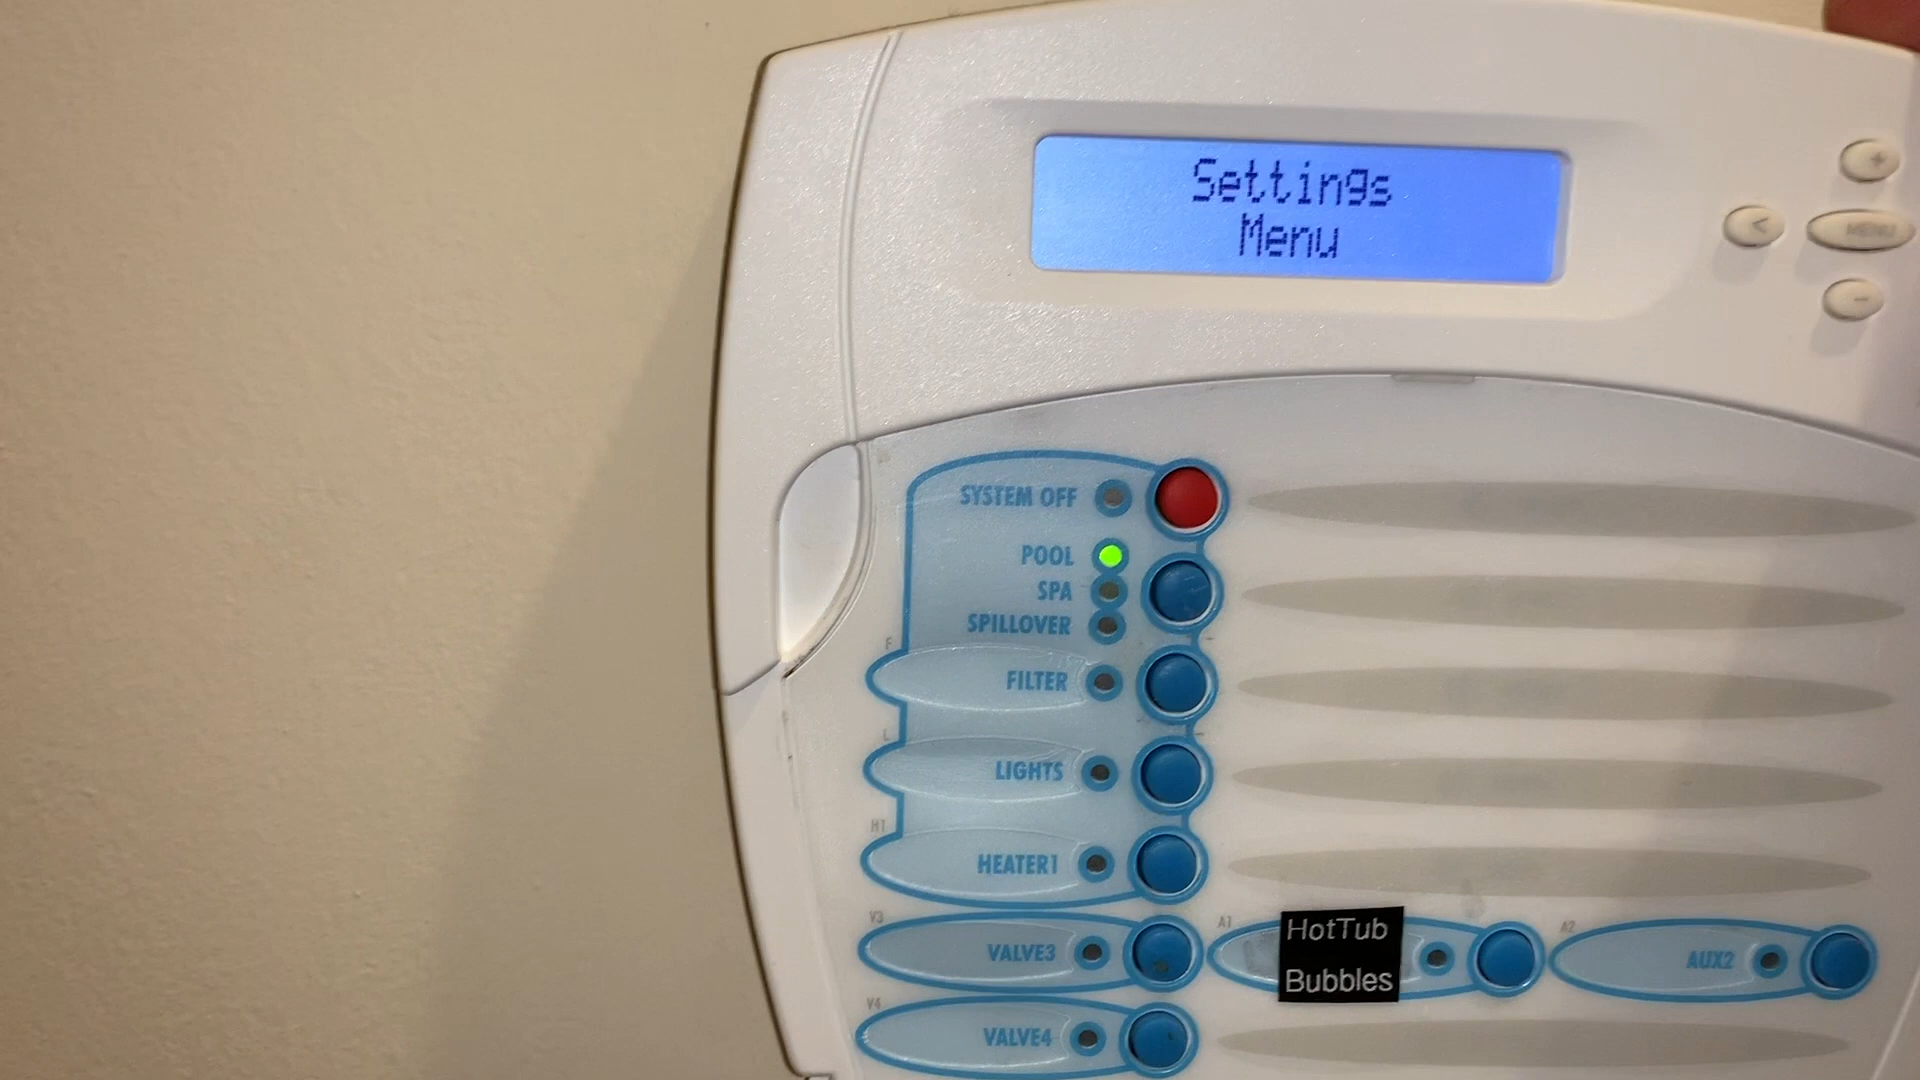 Settings
Menu
+
<
MENU
-
SYSTEM OFF
POOL
SPA
SPILLOVER
F
FILTER
L
LIGHTS
H1
HEATER1
V3
VALVE3
A1
HotTub
Bubbles
A2
AUX2
V4
VALVE4